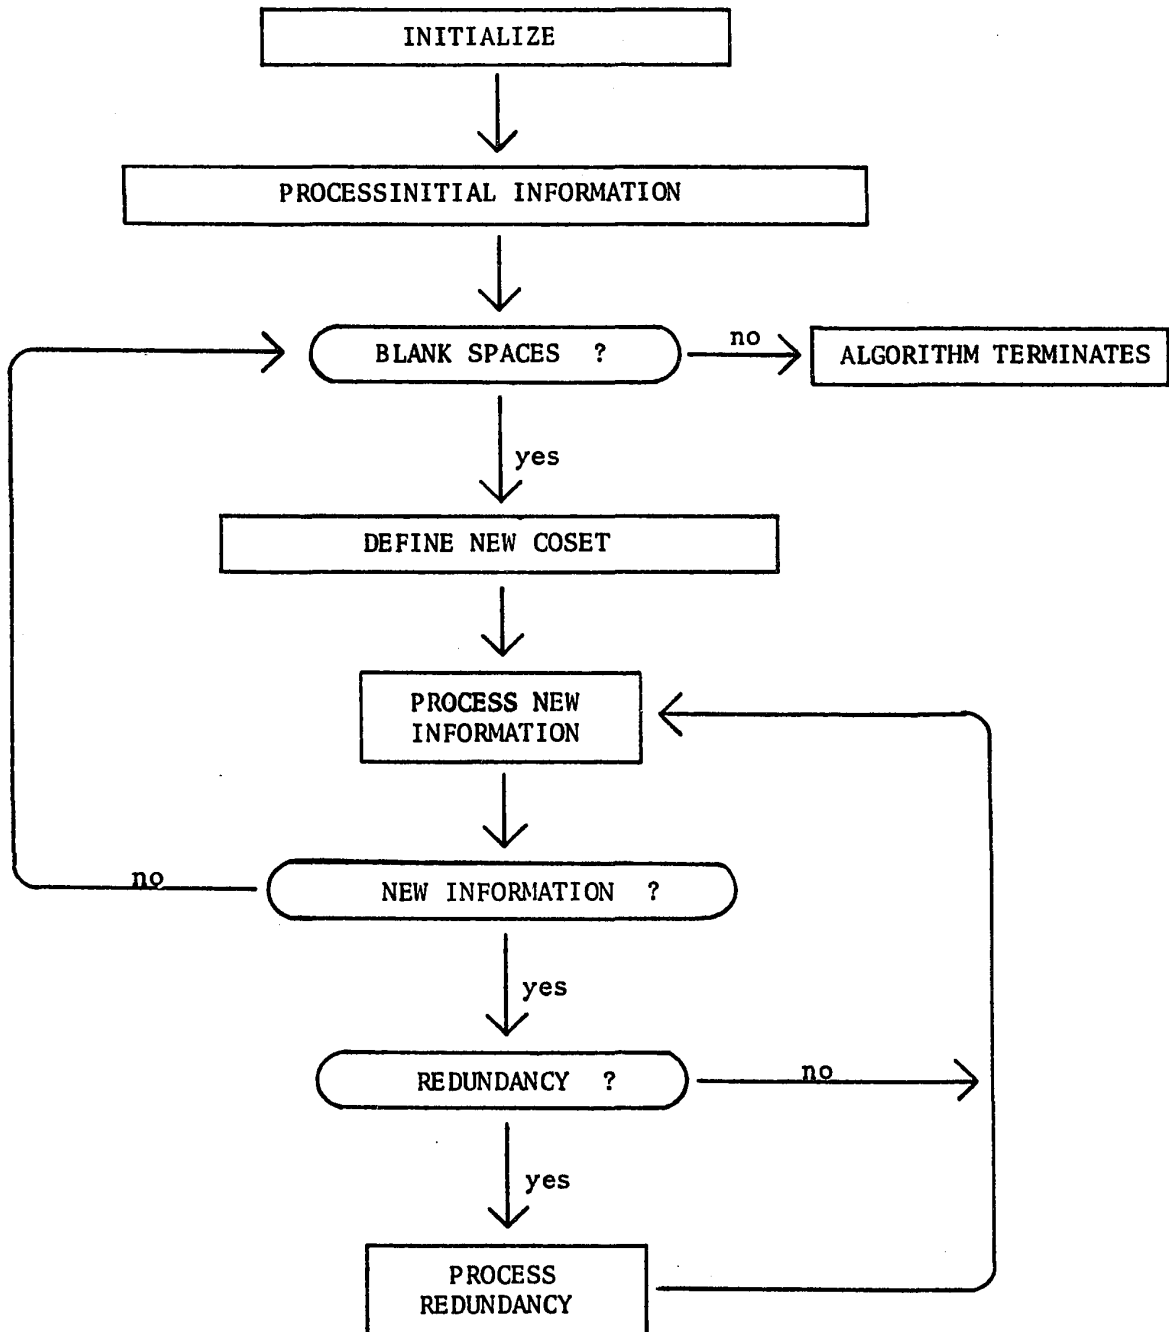 INITIALIZE
PROCESSINITIAL INFORMATION
BLANK SPACES ?
no
ALGORITHM TERMINATES
yes
DEFINE NEW COSET
PROCESS NEW
INFORMATION
no
NEW INFORMATION ?
yes
REDUNDANCY ?
no
yes
PROCESS
REDUNDANCY